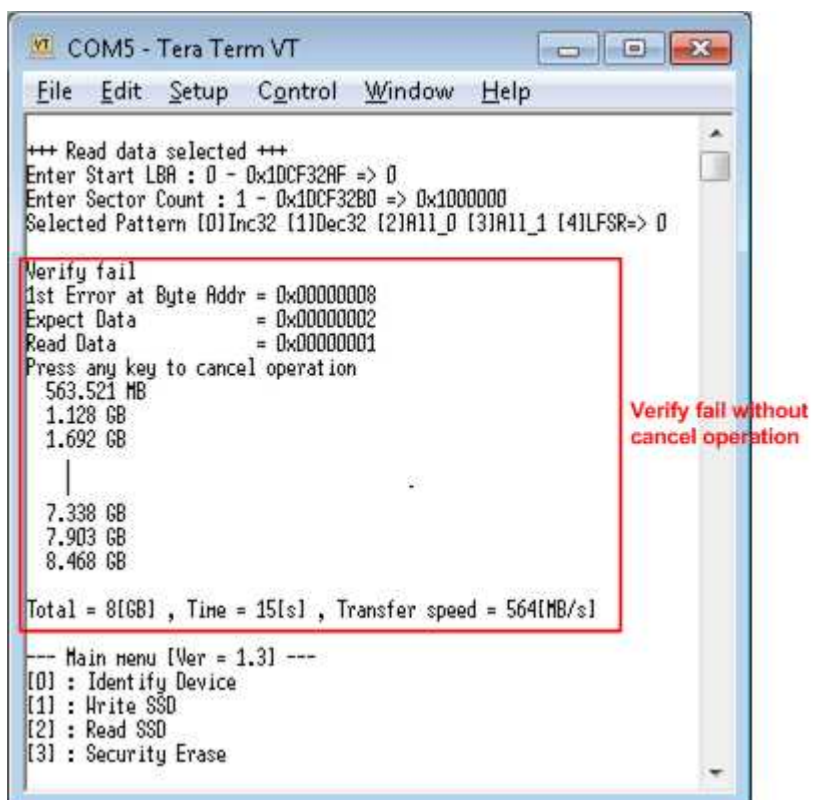 COM5 - Tera Term VT
File Edit Setup Control Window Help
+++ Read data selected +++
Enter Start LBA : 0 - 0x1DCF32AF => 0
Enter Sector Count : 1 - 0x1DCF32B0 => 0x1000000
Selected Pattern [0]Inc32 [1]Dec32 [2]All_0 [3]All_1 [4]LFSR=> 0
Verify fail
1st Error at Byte Addr = 0x00000008
Expect Data = 0x00000002
Read Data = 0x00000001
Press any key to cancel operation
563.521 MB
1.128 GB
1.692 GB
7.338 GB
7.903 GB
8.468 GB
Total = 8[GB] , Time = 15[s] , Transfer speed = 564[MB/s]
Verify fail without
cancel operation
--- Main menu [Ver = 1.3] ---
[0] : Identify Device
[1] : Write SSD
[2] : Read SSD
[3] : Security Erase